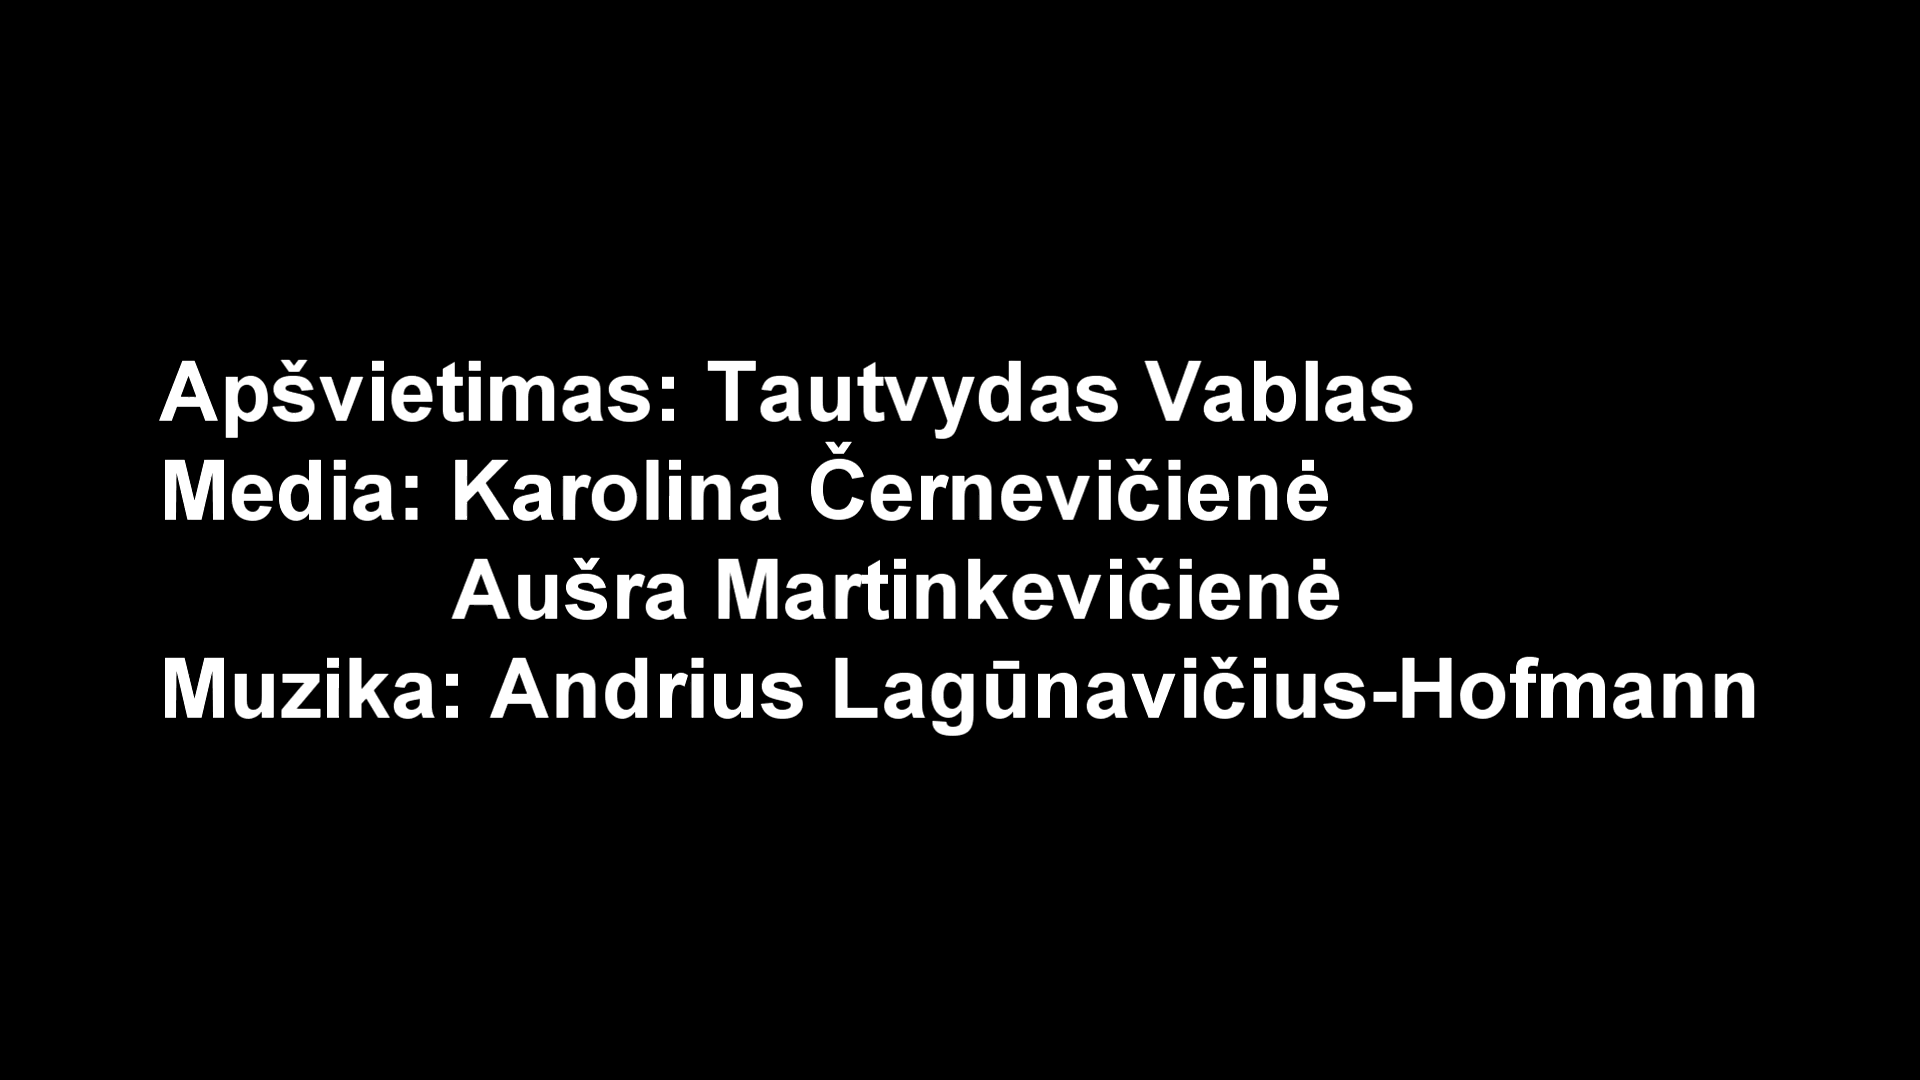 Apšvietimas: Tautvydas Vablas
Media: Karolina Černevičienė
Aušra Martinkevičienė
Muzika: Andrius Lagūnavičius-Hofmann